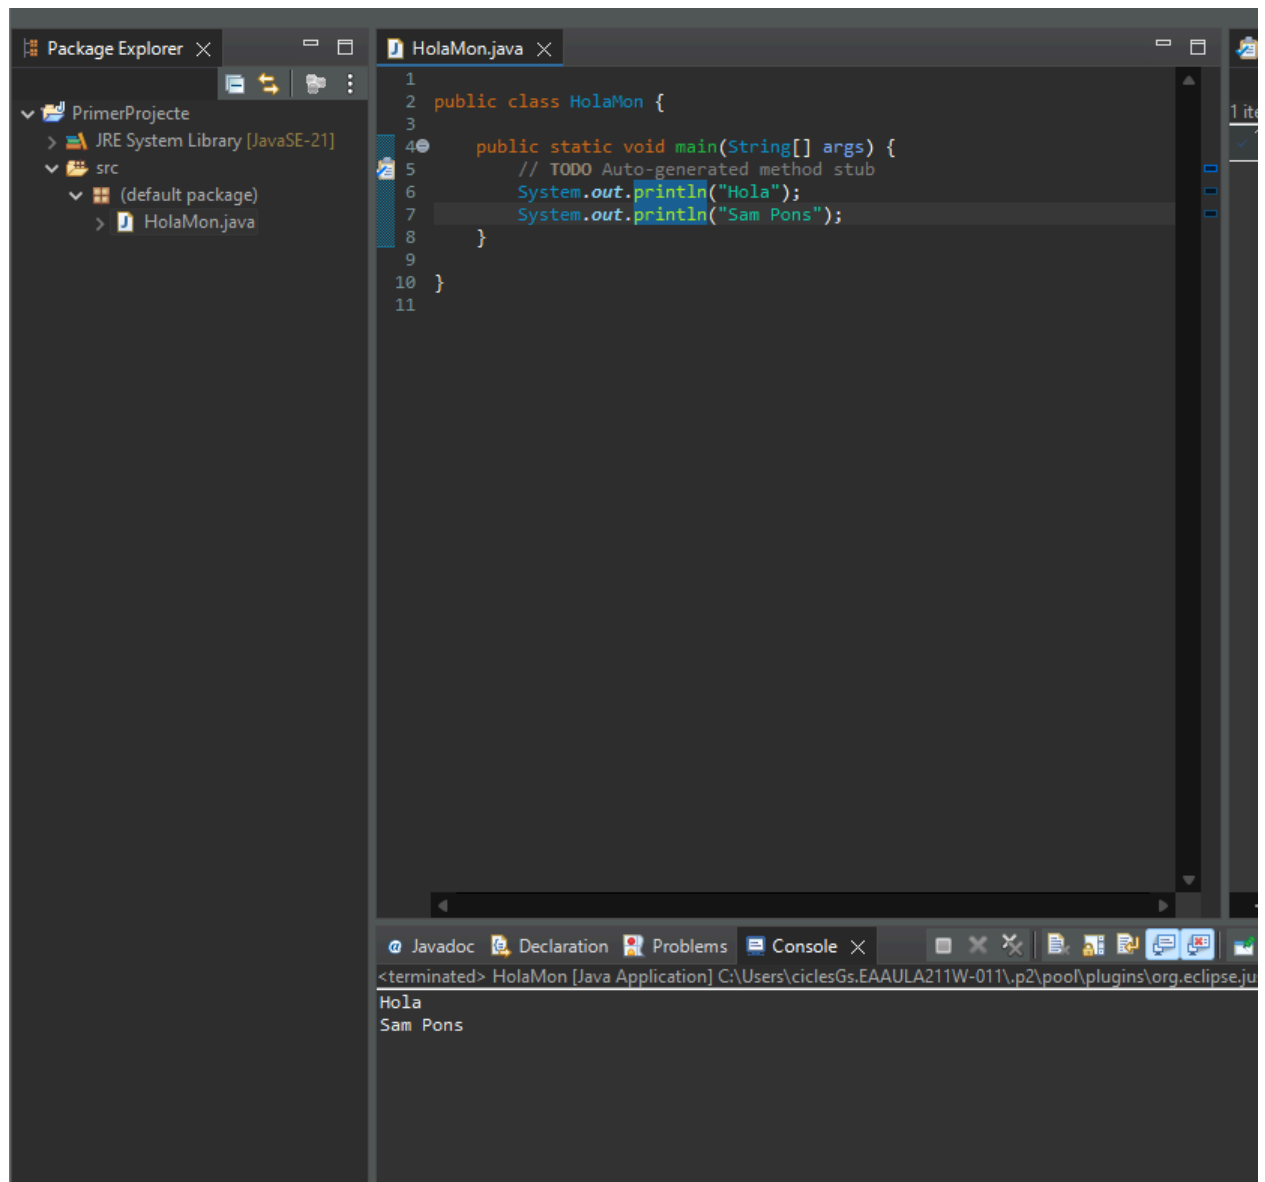 Package Explorer
PrimerProjecte
JRE System Library [JavaSE-21]
src
(default package)
HolaMon.java
HolaMon.java
1
2 public class HolaMon {
3
4 public static void main(String[] args) {
5 // TODO Auto-generated method stub
6 System.out.println("Hola");
7 System.out.println("Sam Pons");
8 }
9
10 }
11
1 ite
@ Javadoc Declaration Problems Console
<terminated> HolaMon [Java Application] C:\Users\ciclesGs.EAAULA211W-011\.p2\pool\plugins\org.eclipse.ju
Hola
Sam Pons